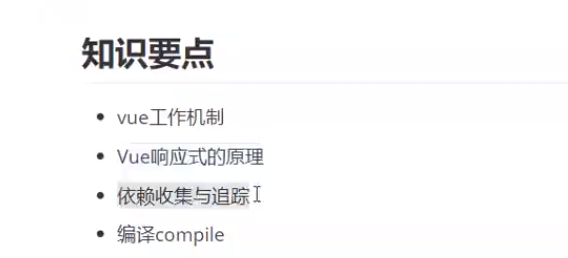 知识要点
vue工作机制
Vue响应式的原理
依赖收集与追踪
编译compile